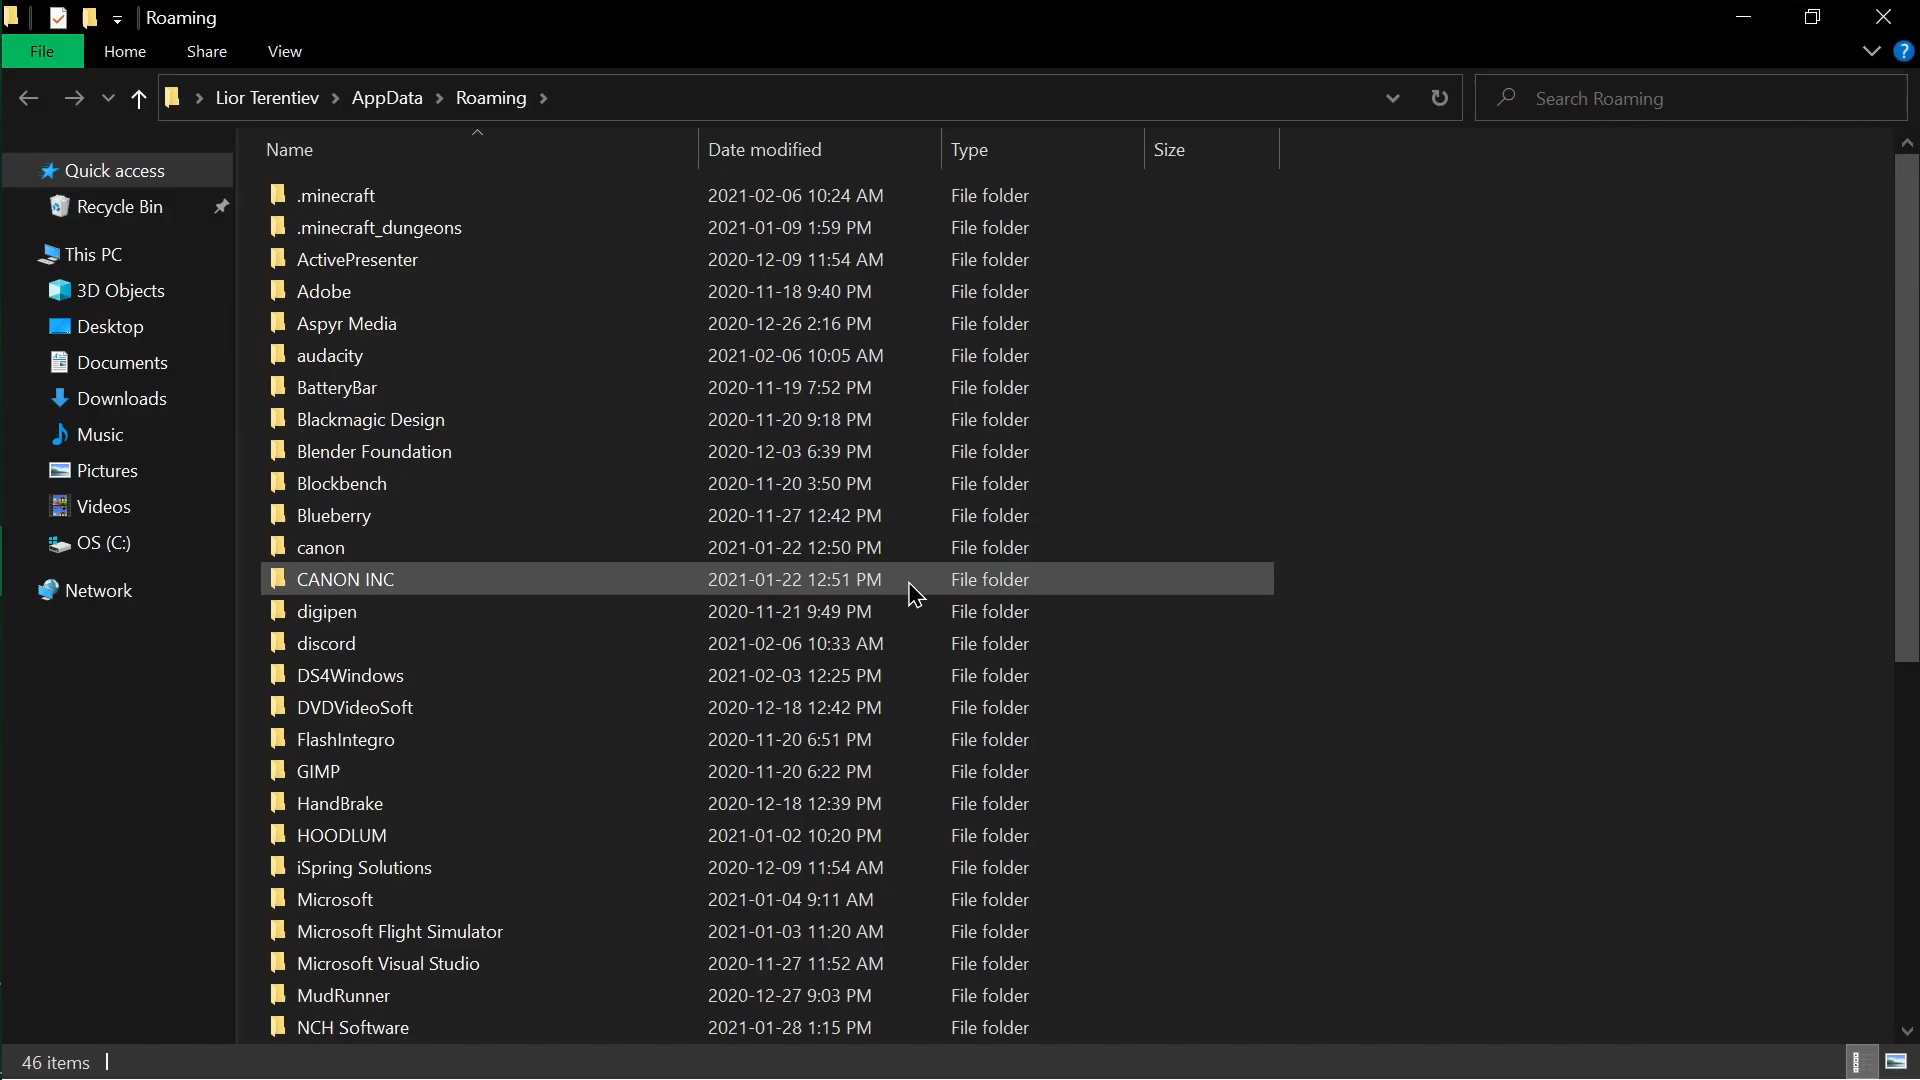 Roaming
File Home Share View
Lior Terentiev AppData Roaming
Search Roaming
Name Date modified Type Size
Quick access
Recycle Bin
This PC
3D Objects
Desktop
Documents
Downloads
Music
Pictures
Videos
OS (C:)
Network
.minecraft 2021-02-06 10:24 AM File folder
.minecraft_dungeons 2021-01-09 1:59 PM File folder
ActivePresenter 2020-12-09 11:54 AM File folder
Adobe 2020-11-18 9:40 PM File folder
Aspyr Media 2020-12-26 2:16 PM File folder
audacity 2021-02-06 10:05 AM File folder
BatteryBar 2020-11-19 7:52 PM File folder
Blackmagic Design 2020-11-20 9:18 PM File folder
Blender Foundation 2020-12-03 6:39 PM File folder
Blockbench 2020-11-20 3:50 PM File folder
Blueberry 2020-11-27 12:42 PM File folder
canon 2021-01-22 12:50 PM File folder
CANON INC 2021-01-22 12:51 PM File folder
digipen 2020-11-21 9:49 PM File folder
discord 2021-02-06 10:33 AM File folder
DS4Windows 2021-02-03 12:25 PM File folder
DVDVideoSoft 2020-12-18 12:42 PM File folder
FlashIntegro 2020-11-20 6:51 PM File folder
GIMP 2020-11-20 6:22 PM File folder
HandBrake 2020-12-18 12:39 PM File folder
HOODLUM 2021-01-02 10:20 PM File folder
iSpring Solutions 2020-12-09 11:54 AM File folder
Microsoft 2021-01-04 9:11 AM File folder
Microsoft Flight Simulator 2021-01-03 11:20 AM File folder
Microsoft Visual Studio 2020-11-27 11:52 AM File folder
MudRunner 2020-12-27 9:03 PM File folder
NCH Software 2021-01-28 1:15 PM File folder
46 items